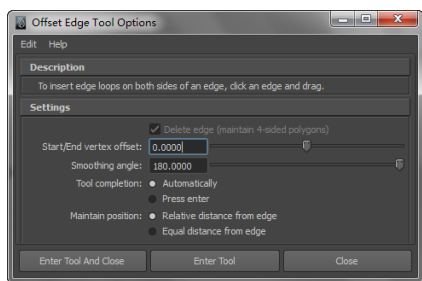 Offset Edge Tool Options
Edit Help
Description
To insert edge loops on both sides of an edge, click an edge and drag.
Settings
Delete edge (maintain 4-sided polygons)
Start/End vertex offset: 0.0000
Smoothing angle: 180.0000
Tool completion: Automatically
Press enter
Maintain position: Relative distance from edge
Equal distance from edge
Enter Tool And Close Enter Tool Close